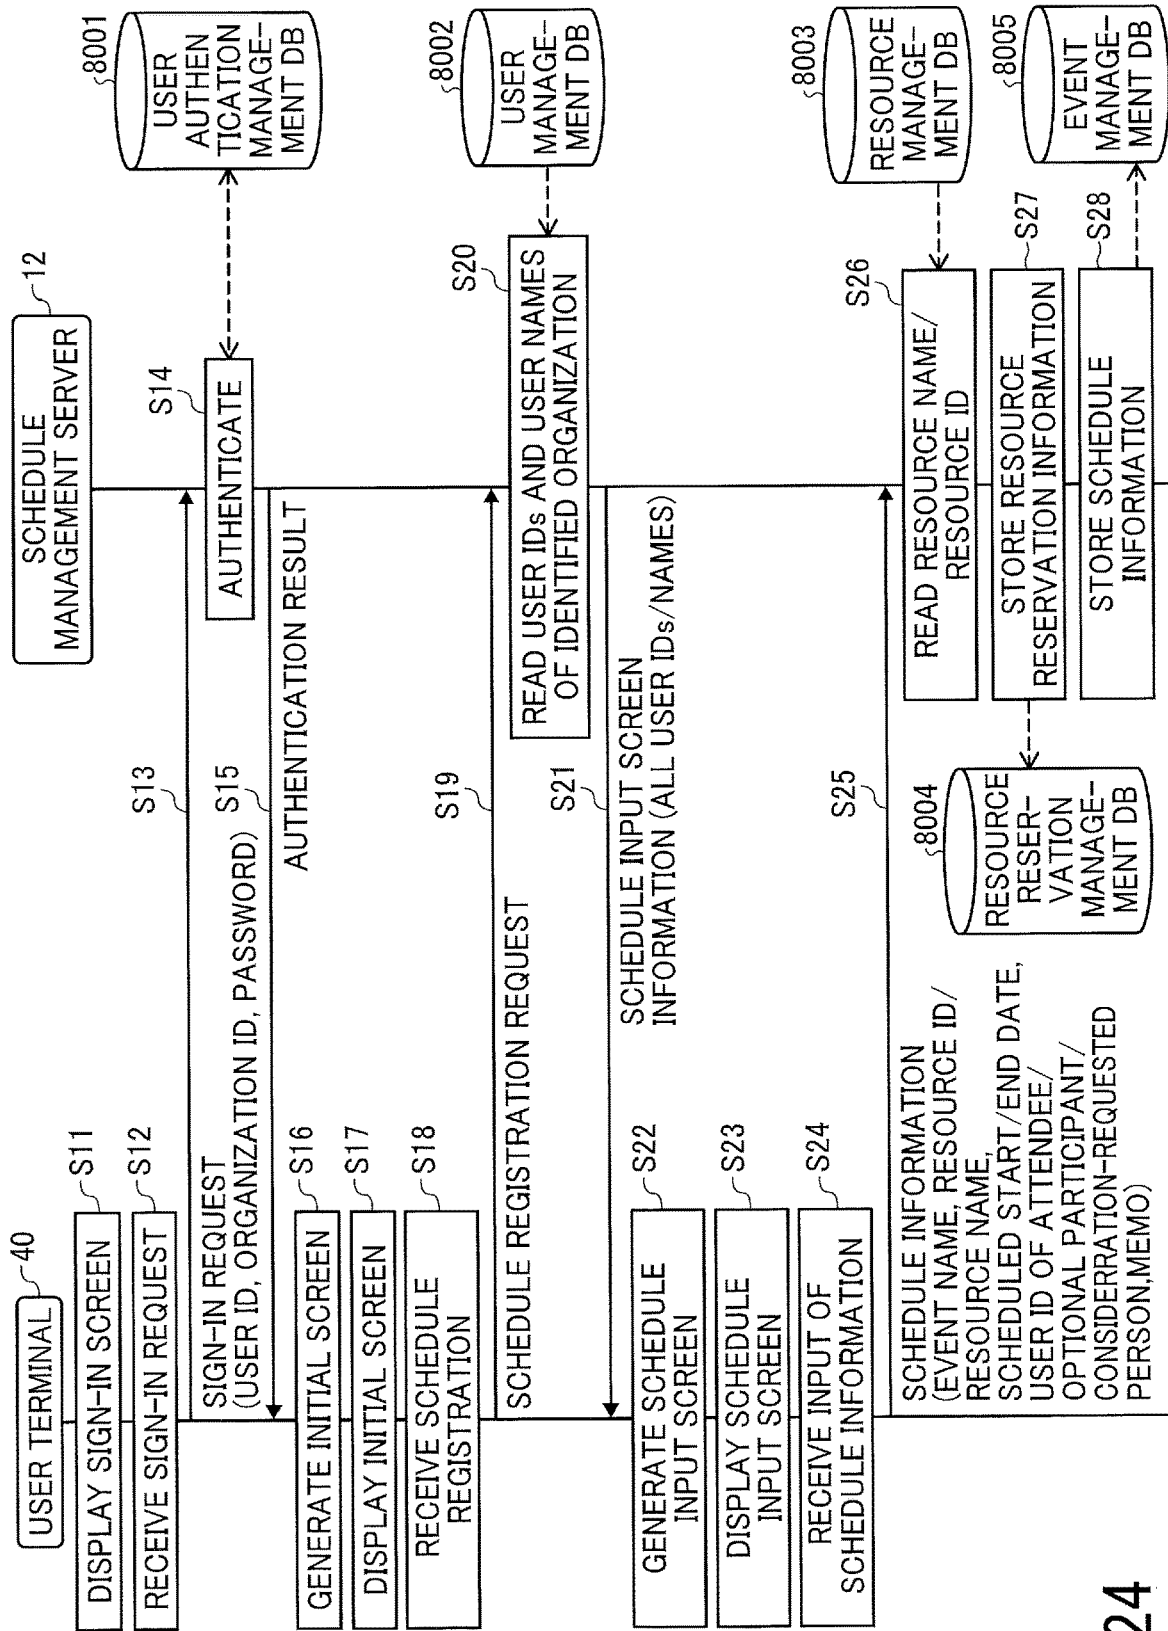 USER TERMINAL
40
SCHEDULE
MANAGEMENT SERVER
12
DISPLAY SIGN-IN SCREEN
S11
RECEIVE SIGN-IN REQUEST
S12
S13
SIGN-IN REQUEST
(USER ID, ORGANIZATION ID, PASSWORD)
AUTHENTICATE
S14
8001
USER
AUTHEN
TICATION
MANAGE-
MENT DB
S15
AUTHENTICATION RESULT
GENERATE INITIAL SCREEN
S16
DISPLAY INITIAL SCREEN
S17
RECEIVE SCHEDULE
REGISTRATION
S18
S19
SCHEDULE REGISTRATION REQUEST
READ USER IDs AND USER NAMES
OF IDENTIFIED ORGANIZATION
S20
8002
USER
MANAGE-
MENT DB
S21
SCHEDULE INPUT SCREEN
INFORMATION (ALL USER IDs/NAMES)
GENERATE SCHEDULE
INPUT SCREEN
S22
DISPLAY SCHEDULE
INPUT SCREEN
S23
RECEIVE INPUT OF
SCHEDULE INFORMATION
S24
S25
SCHEDULE INFORMATION
(EVENT NAME, RESOURCE ID/
RESOURCE NAME,
SCHEDULED START/END DATE,
USER ID OF ATTENDEE/
OPTIONAL PARTICIPANT/
CONSIDERRATION-REQUESTED
PERSON,MEMO)
READ RESOURCE NAME/
RESOURCE ID
S26
8003
RESOURCE
MANAGE-
MENT DB
STORE RESOURCE
RESERVATION INFORMATION
S27
8004
RESOURCE
RESER-
VATION
MANAGE-
MENT DB
STORE SCHEDULE
INFORMATION
S28
8005
EVENT
MANAGE-
MENT DB
24